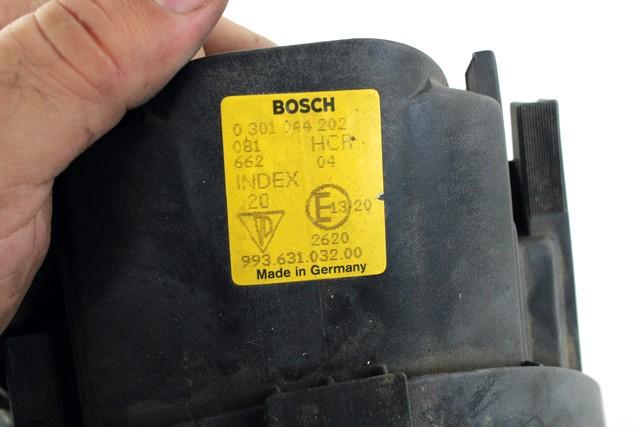 BOSCH
0 301 044 202
081 HCR
662 04
INDEX
20 E 13 20
2620
993.631.032.00
Made in Germany